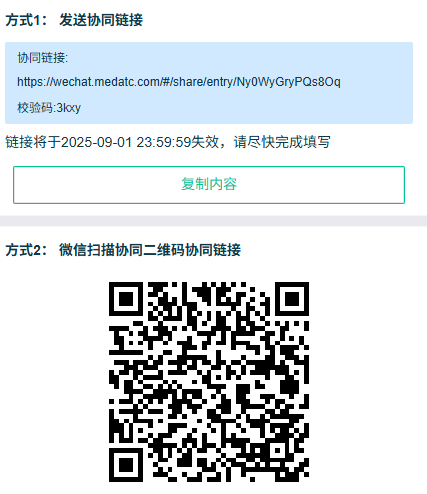 方式1： 发送协同链接
协同链接:
https://wechat.medatc.com/#/share/entry/Ny0WyGryPQs8Oq
校验码:3kxy
链接将于2025-09-01 23:59:59失效，请尽快完成填写
复制内容
方式2： 微信扫描协同二维码协同链接